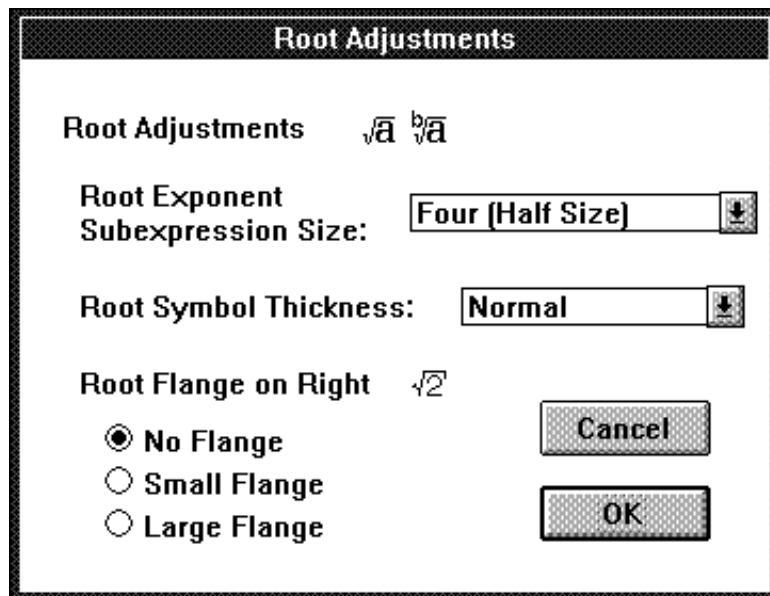 Root Adjustments
Root Adjustments √a ᵇ√a
Root Exponent
Subexpression Size: Four (Half Size)
Root Symbol Thickness: Normal
Root Flange on Right √2
No Flange
Cancel
Small Flange
OK
Large Flange